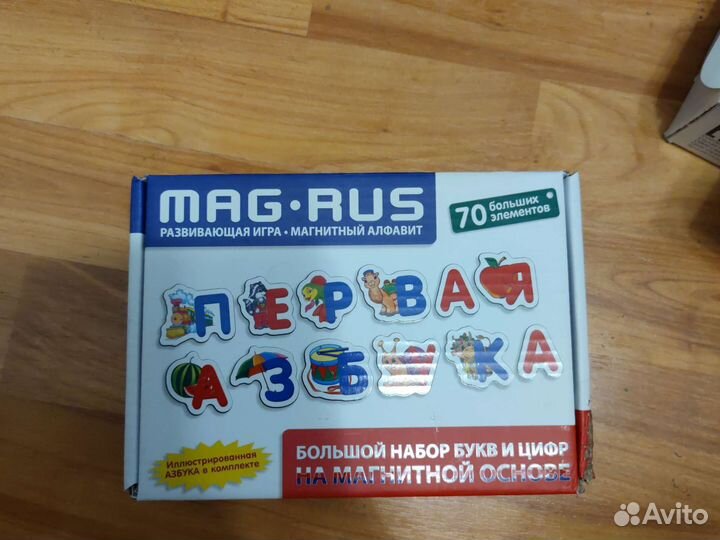 MAG·RUS
РАЗВИВАЮЩАЯ ИГРА · МАГНИТНЫЙ АЛФАВИТ
70 больших
элементов
ПЕРВАЯ
АЗБУКА
Иллюстрированная
АЗБУКА в комплекте
БОЛЬШОЙ НАБОР БУКВ И ЦИФР
НА МАГНИТНОЙ ОСНОВЕ
Avito